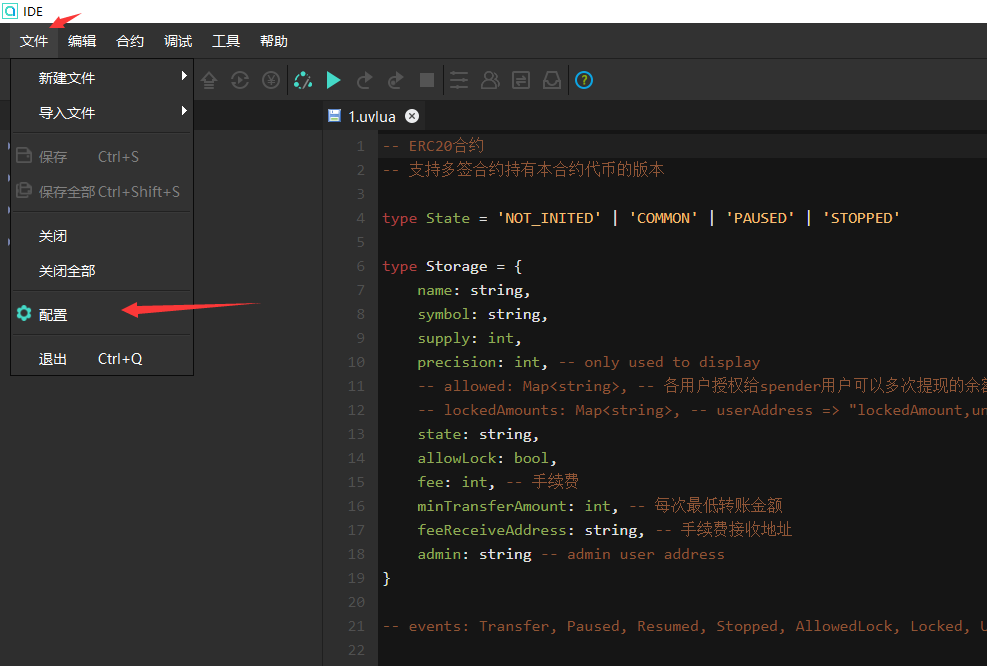 IDE
文件 编辑 合约 调试 工具 帮助
新建文件
导入文件
保存 Ctrl+S
保存全部 Ctrl+Shift+S
关闭
关闭全部
配置
退出 Ctrl+Q
1.uvlua
1 -- ERC20合约
2 -- 支持多签合约持有本合约代币的版本
3
4 type State = 'NOT_INITED' | 'COMMON' | 'PAUSED' | 'STOPPED'
5
6 type Storage = {
7 name: string,
8 symbol: string,
9 supply: int,
10 precision: int, -- only used to display
11 -- allowed: Map<string>, -- 各用户授权给spender用户可以多次提现的余
12 -- lockedAmounts: Map<string>, -- userAddress => "lockedAmount,un
13 state: string,
14 allowLock: bool,
15 fee: int, -- 手续费
16 minTransferAmount: int, -- 每次最低转账金额
17 feeReceiveAddress: string, -- 手续费接收地址
18 admin: string -- admin user address
19 }
20
21 -- events: Transfer, Paused, Resumed, Stopped, AllowedLock, Locked,
22